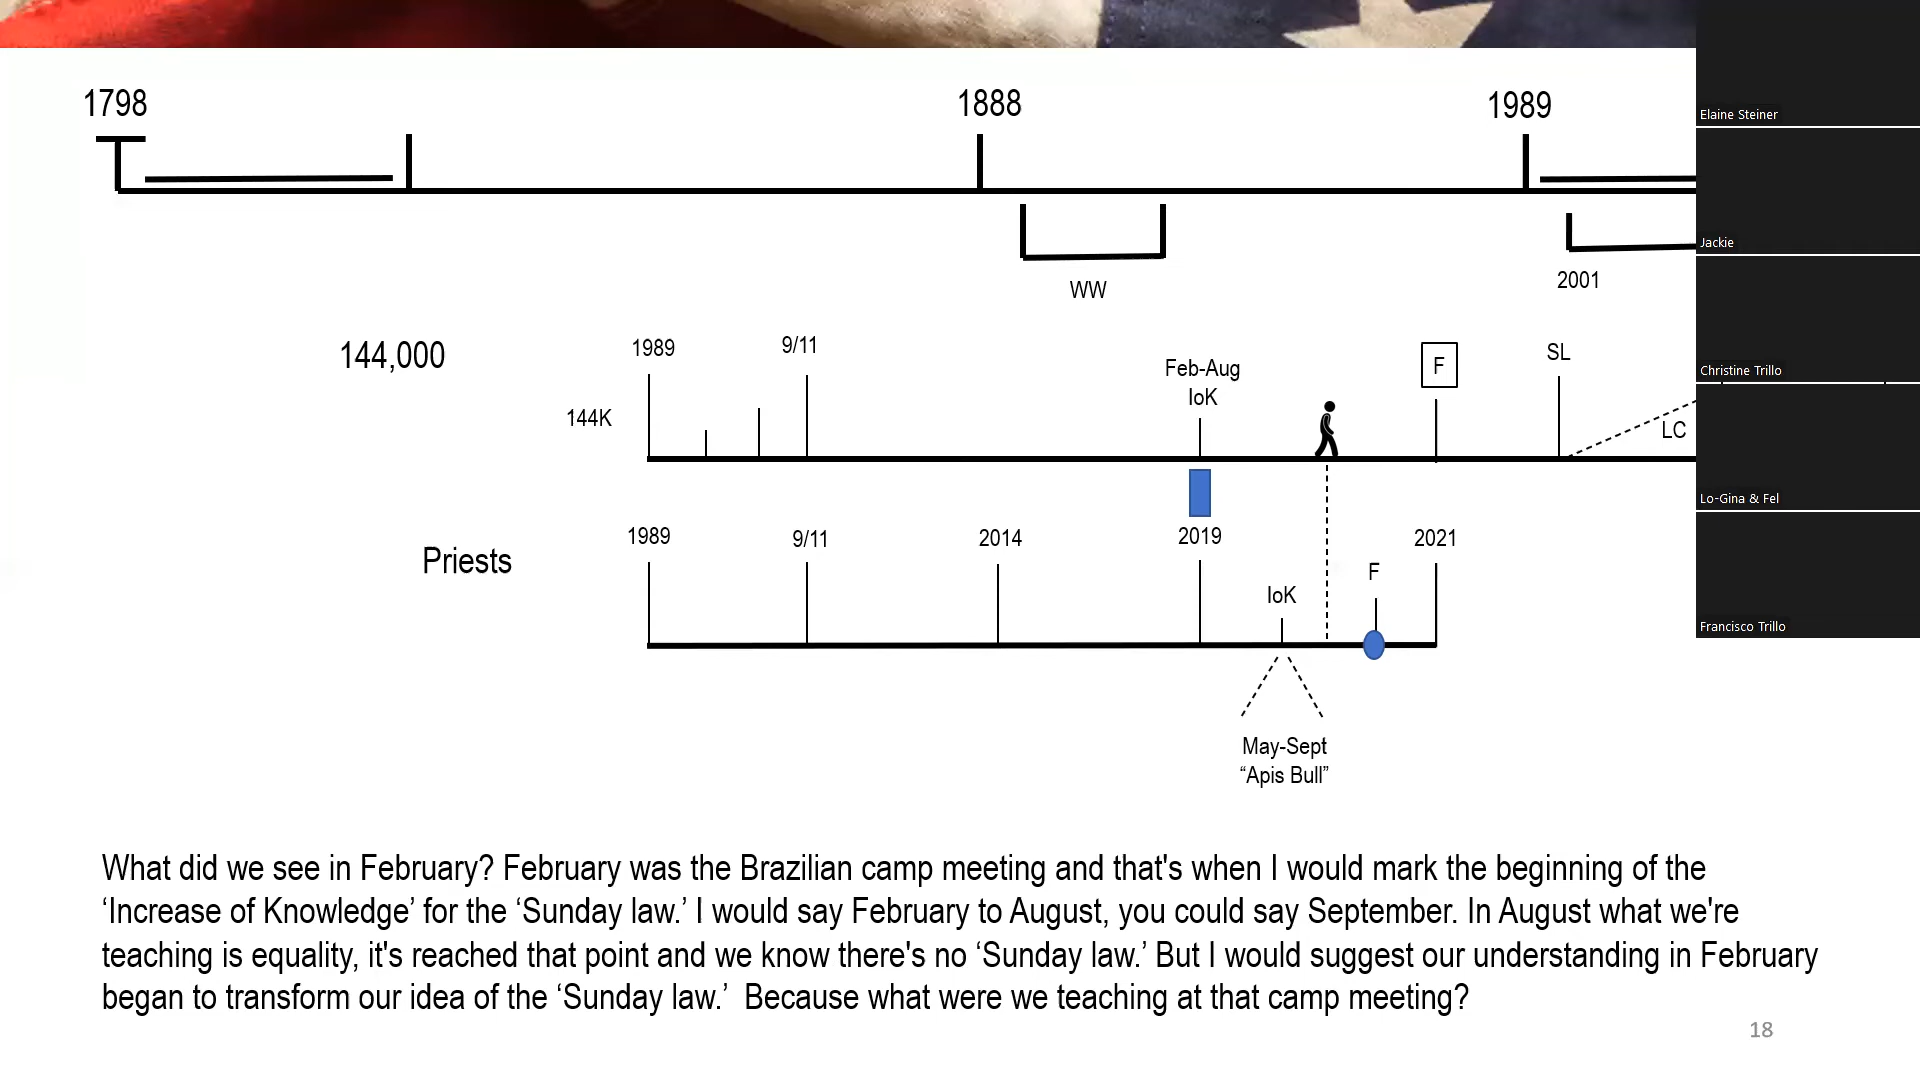 1798
1888
1989
WW
2001
144,000
1989
9/11
Feb-Aug
IoK
F
SL
144K
LC
Priests
1989
9/11
2014
2019
2021
IoK
F
May-Sept
“Apis Bull”
What did we see in February? February was the Brazilian camp meeting and that's when I would mark the beginning of the
‘Increase of Knowledge’ for the ‘Sunday law.’ I would say February to August, you could say September. In August what we're
teaching is equality, it's reached that point and we know there's no ‘Sunday law.’ But I would suggest our understanding in February
began to transform our idea of the ‘Sunday law.’  Because what were we teaching at that camp meeting?
18
Elaine Steiner
Jackie
Christine Trillo
Lo-Gina & Fel
Francisco Trillo